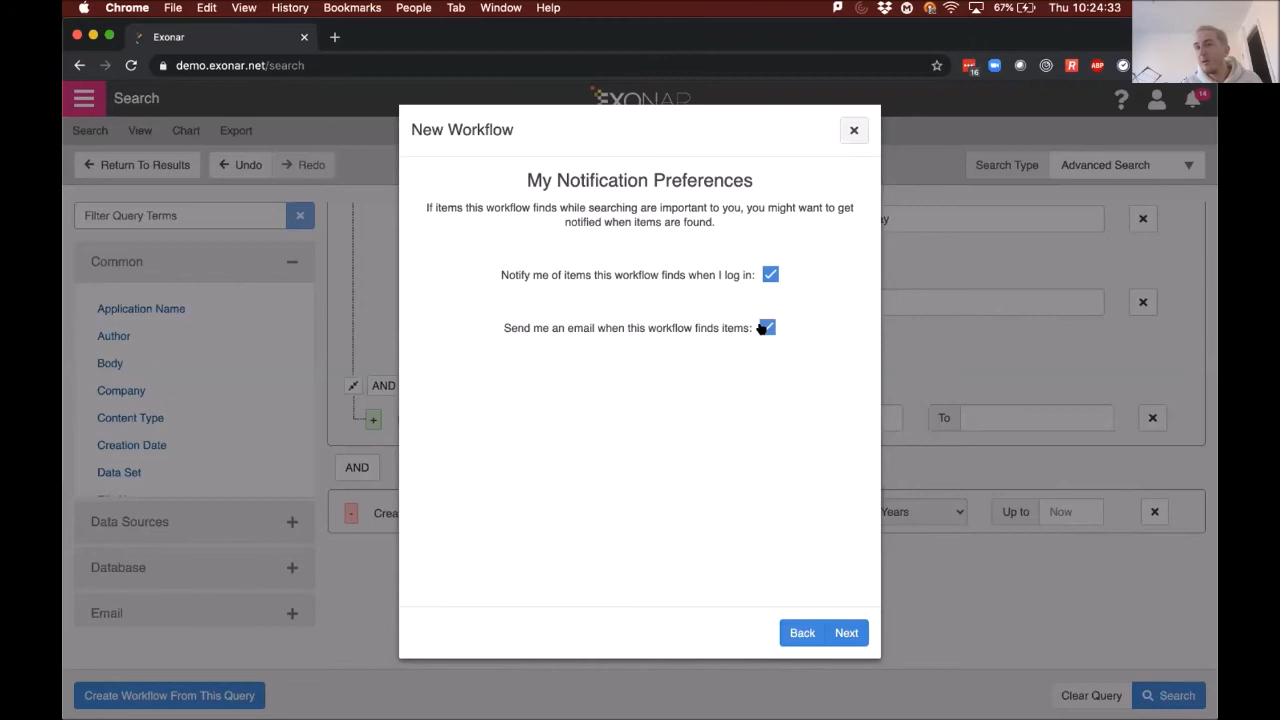 Chrome File Edit View History Bookmarks People Tab Window Help 67% Thu 10:24:33
Exonar
demo.exonar.net/search
16
ABP
Search
EXONAR
14
Search View Chart Export
Return To Results Undo Redo Search Type Advanced Search
Filter Query Terms
Common
Application Name
Author
Body
Company
Content Type
Creation Date
Data Set
Data Sources
Database
Email
New Workflow
My Notification Preferences
If items this workflow finds while searching are important to you, you might want to get
notified when items are found.
Notify me of items this workflow finds when I log in:
Send me an email when this workflow finds items:
AND
To
AND
Years Up to Now
Back Next
Create Workflow From This Query Clear Query Search